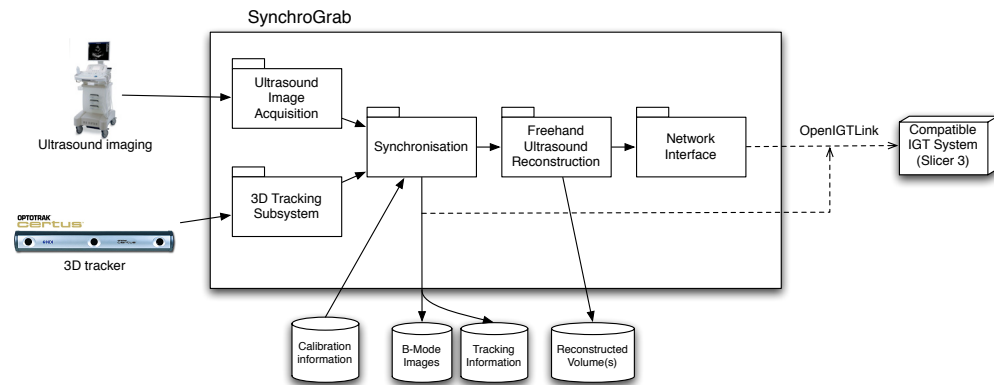 SynchroGrab
Ultrasound
Image
Acquisition
Ultrasound imaging
Synchronisation
Freehand
Ultrasound
Reconstruction
Network
Interface
OpenIGTLink
Compatible
IGT System
(Slicer 3)
3D Tracking
Subsystem
OPTOTRAK
certus
3D tracker
Calibration
information
B-Mode
Images
Tracking
Information
Reconstructed
Volume(s)